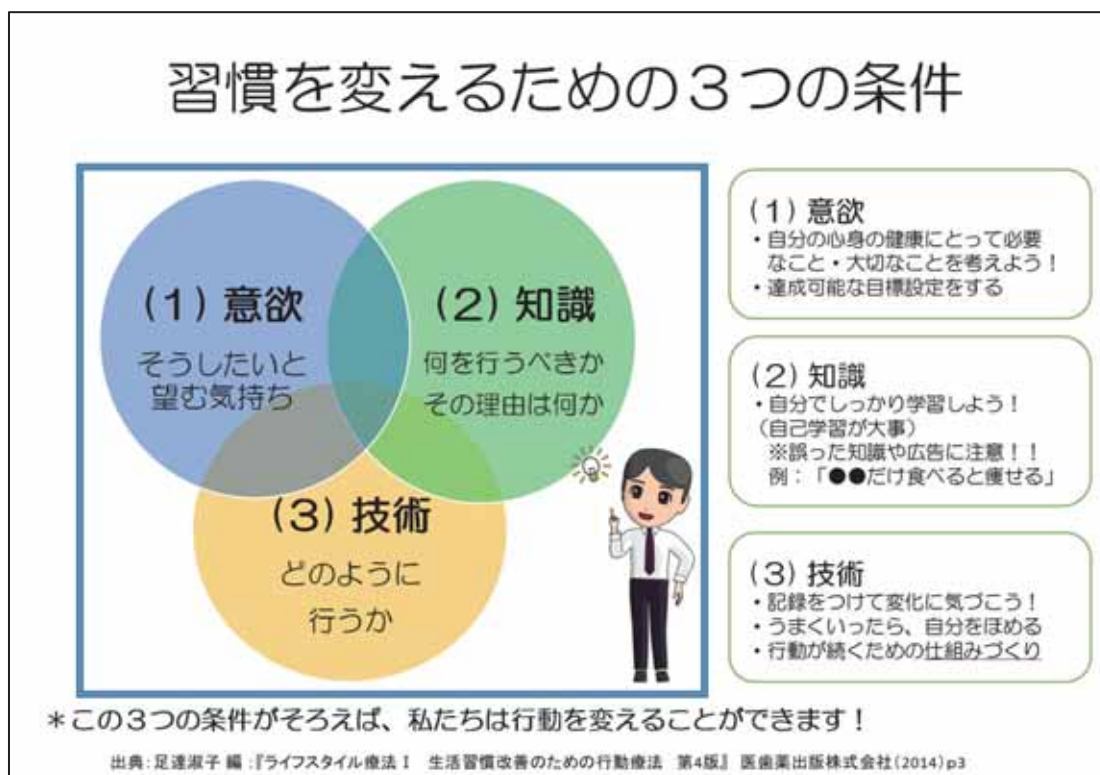 習慣を変えるための３つの条件
(1) 意欲
そうしたいと
望む気持ち
(2) 知識
何を行うべきか
その理由は何か
(3) 技術
どのように
行うか
(1) 意欲
・自分の心身の健康にとって必要
なこと・大切なことを考えよう！
・達成可能な目標設定をする
(2) 知識
・自分でしっかり学習しよう！
（自己学習が大事）
※誤った知識や広告に注意！！
例：「●●だけ食べると痩せる」
(3) 技術
・記録をつけて変化に気づこう！
・うまくいったら、自分をほめる
・行動が続くための仕組みづくり
＊この３つの条件がそろえば、私たちは行動を変えることができます！
出典：足達淑子 編：『ライフスタイル療法Ⅰ　生活習慣改善のための行動療法　第4版』 医歯薬出版株式会社(2014)p3